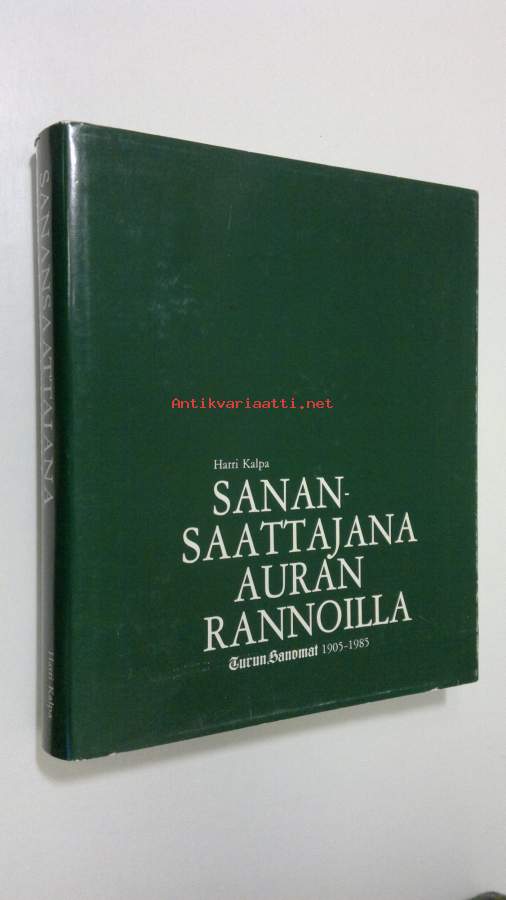 SANANSAATTAJANA
Harri Kalpa
Antikvariaatti.net
Harri Kalpa
SANAN-
SAATTAJANA
AURAN
RANNOILLA
Turun Sanomat 1905-1985